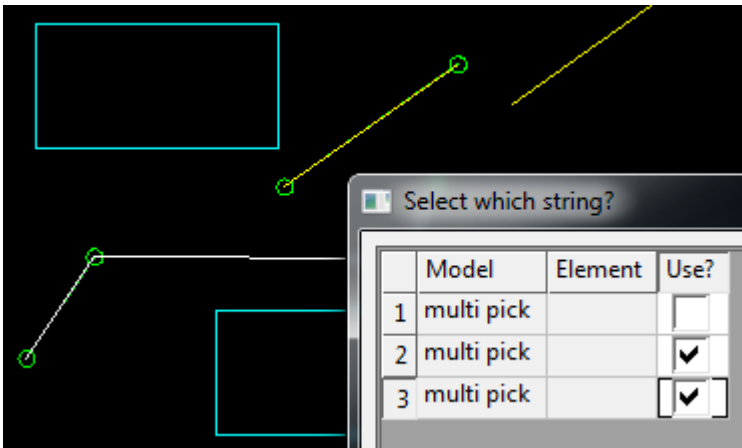 Select which string?
Model Element Use?
1 multi pick
2 multi pick
3 multi pick